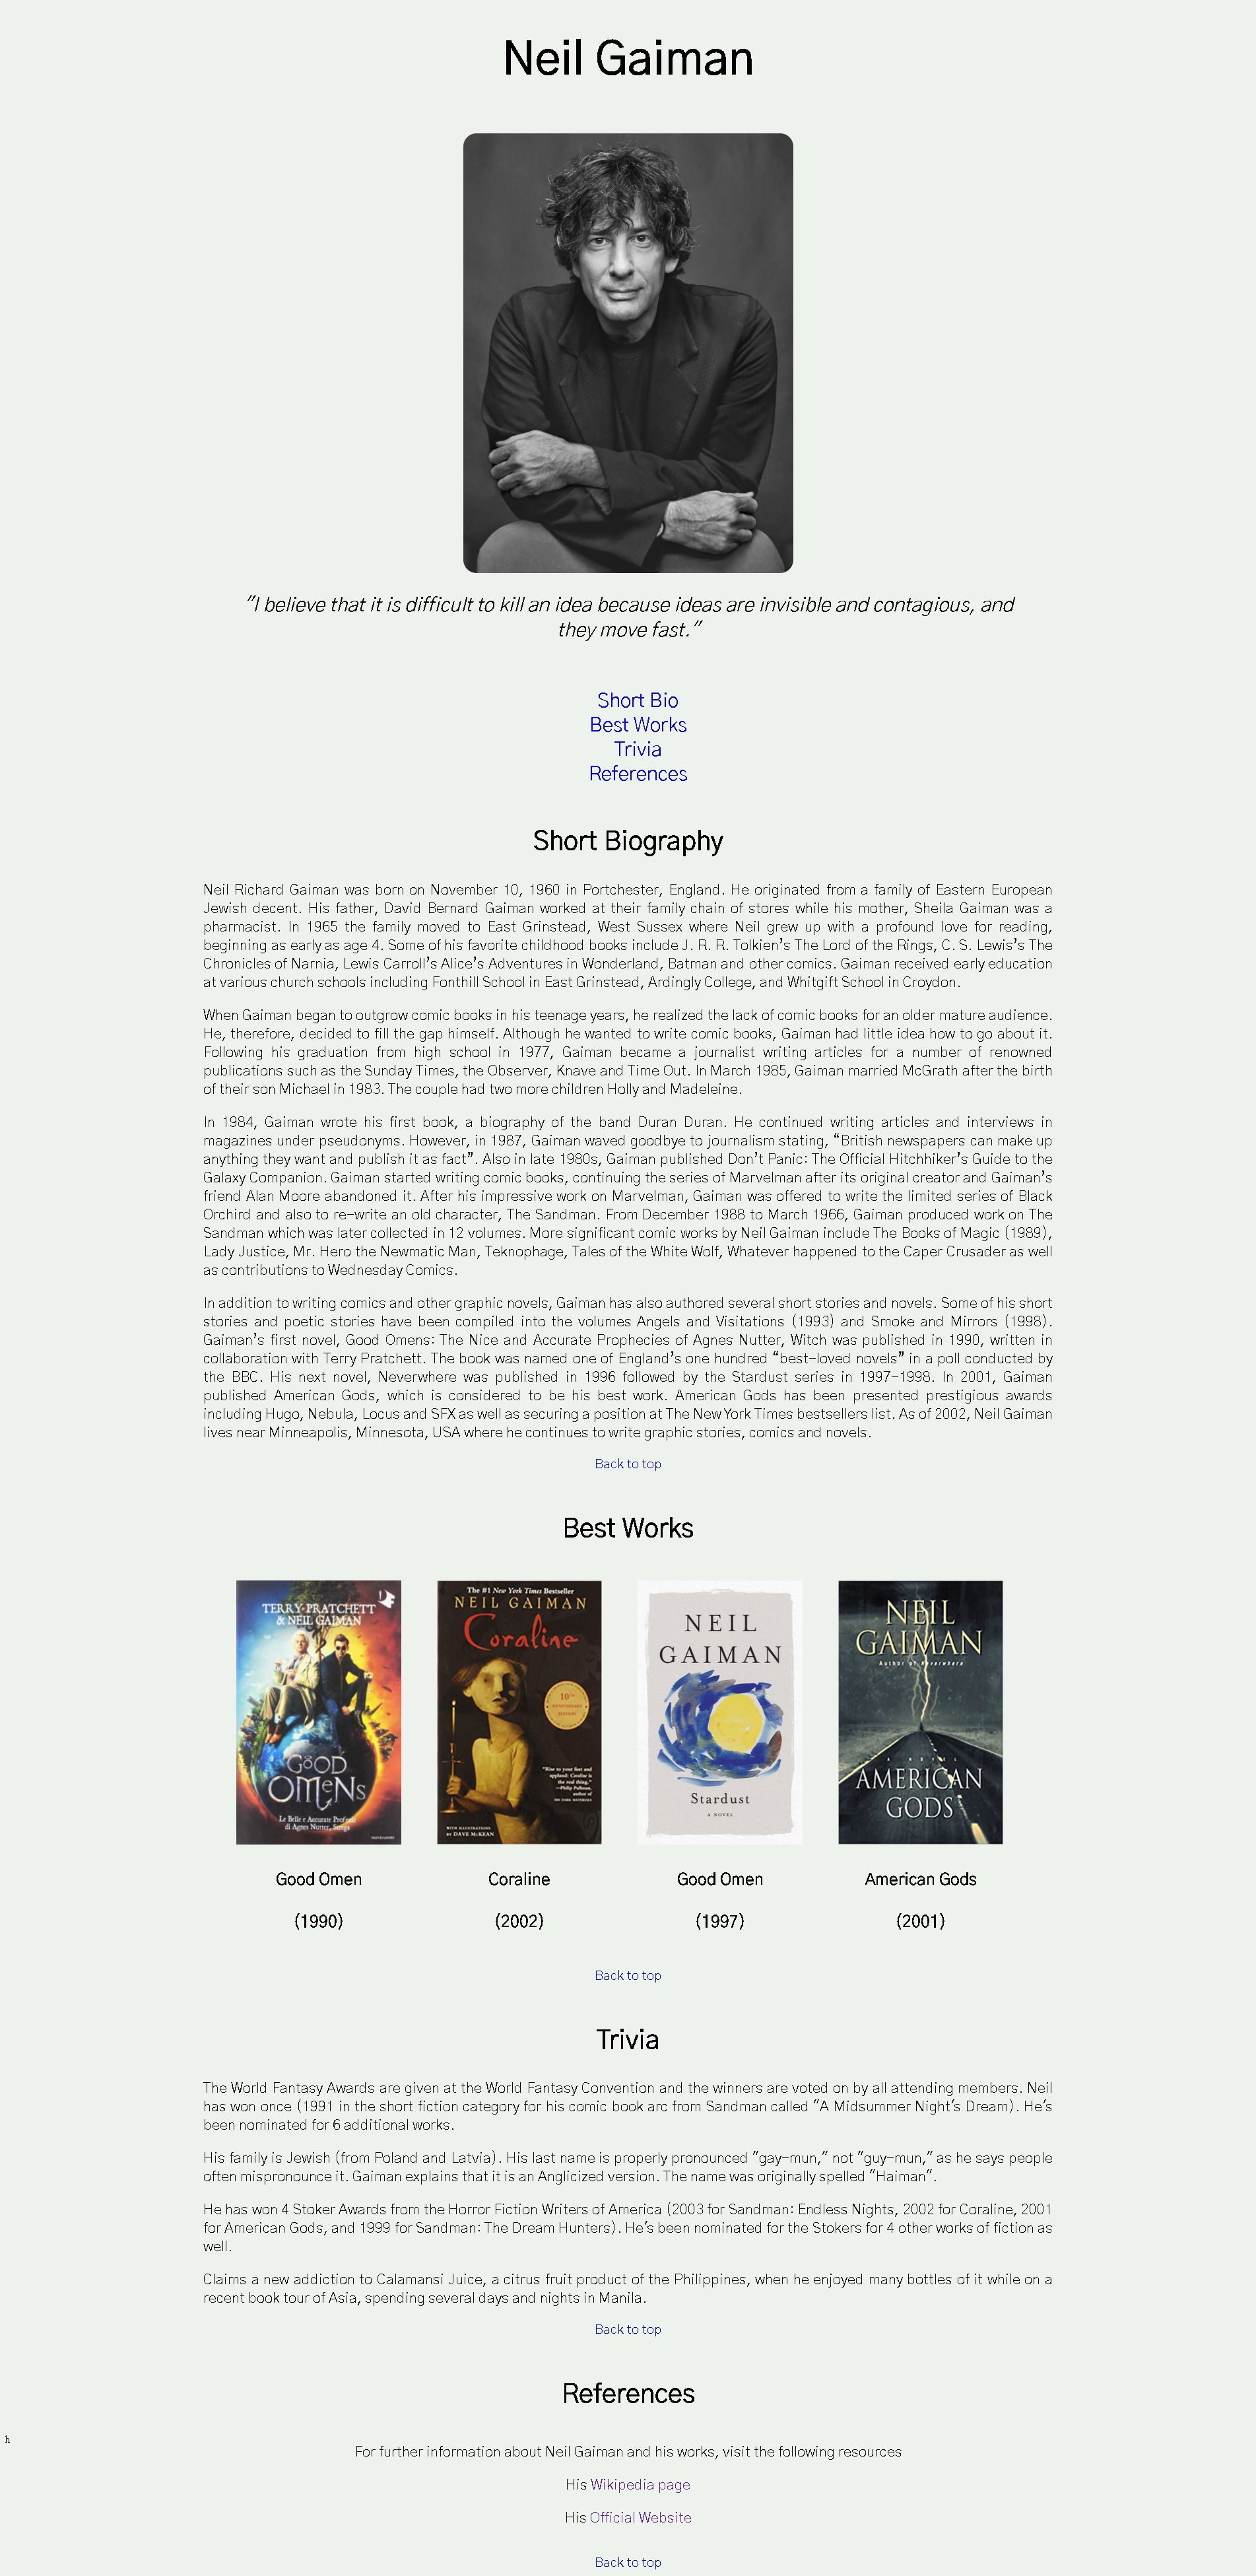 Neil Gaiman
"I believe that it is difficult to kill an idea because ideas are invisible and contagious, and
they move fast."
Short Bio
Best Works
Trivia
References
Short Biography
Neil Richard Gaiman was born on November 10, 1960 in Portchester, England. He originated from a family of Eastern European
Jewish decent. His father, David Bernard Gaiman worked at their family chain of stores while his mother, Sheila Gaiman was a
pharmacist. In 1965 the family moved to East Grinstead, West Sussex where Neil grew up with a profound love for reading,
beginning as early as age 4. Some of his favorite childhood books include J. R. R. Tolkien's The Lord of the Rings, C. S. Lewis's The
Chronicles of Narnia, Lewis Carroll's Alice's Adventures in Wonderland, Batman and other comics. Gaiman received early education
at various church schools including Fonthill School in East Grinstead, Ardingly College, and Whitgift School in Croydon.
When Gaiman began to outgrow comic books in his teenage years, he realized the lack of comic books for an older mature audience.
He, therefore, decided to fill the gap himself. Although he wanted to write comic books, Gaiman had little idea how to go about it.
Following his graduation from high school in 1977, Gaiman became a journalist writing articles for a number of renowned
publications such as the Sunday Times, the Observer, Knave and Time Out. In March 1985, Gaiman married McGrath after the birth
of their son Michael in 1983. The couple had two more children Holly and Madeleine.
In 1984, Gaiman wrote his first book, a biography of the band Duran Duran. He continued writing articles and interviews in
magazines under pseudonyms. However, in 1987, Gaiman waved goodbye to journalism stating, “British newspapers can make up
anything they want and publish it as fact”. Also in late 1980s, Gaiman published Don't Panic: The Official Hitchhiker's Guide to the
Galaxy Companion. Gaiman started writing comic books, continuing the series of Marvelman after its original creator and Gaiman's
friend Alan Moore abandoned it. After his impressive work on Marvelman, Gaiman was offered to write the limited series of Black
Orchird and also to re-write an old character, The Sandman. From December 1988 to March 1966, Gaiman produced work on The
Sandman which was later collected in 12 volumes. More significant comic works by Neil Gaiman include The Books of Magic (1989),
Lady Justice, Mr. Hero the Newmatic Man, Teknophage, Tales of the White Wolf, Whatever happened to the Caper Crusader as well
as contributions to Wednesday Comics.
In addition to writing comics and other graphic novels, Gaiman has also authored several short stories and novels. Some of his short
stories and poetic stories have been compiled into the volumes Angels and Visitations (1993) and Smoke and Mirrors (1998).
Gaiman's first novel, Good Omens: The Nice and Accurate Prophecies of Agnes Nutter, Witch was published in 1990, written in
collaboration with Terry Pratchett. The book was named one of England's one hundred “best-loved novels” in a poll conducted by
the BBC. His next novel, Neverwhere was published in 1996 followed by the Stardust series in 1997-1998. In 2001, Gaiman
published American Gods, which is considered to be his best work. American Gods has been presented prestigious awards
including Hugo, Nebula, Locus and SFX as well as securing a position at The New York Times bestsellers list. As of 2002, Neil Gaiman
lives near Minneapolis, Minnesota, USA where he continues to write graphic stories, comics and novels.
Back to top
Best Works
TERRY PRATCHETT
& NEIL GAIMAN
GOOD
OMENS
Le Belle e Accurate Profezie
di Agnes Nutter, Strega
The #1 New York Times Bestseller
NEIL GAIMAN
Coraline
10TH
ANNIVERSARY
EDITION
"Rise to your feet and
applaud: Coraline is
the real thing."
—Philip Pullman,
author of
HIS DARK MATERIALS
WITH ILLUSTRATIONS
BY DAVE McKEAN
NEIL
GAIMAN
Stardust
A NOVEL
NEIL
GAIMAN
Author of Neverwhere
A NOVEL
AMERICAN
GODS
Good Omen
Coraline
Good Omen
American Gods
(1990)
(2002)
(1997)
(2001)
Back to top
Trivia
The World Fantasy Awards are given at the World Fantasy Convention and the winners are voted on by all attending members. Neil
has won once (1991 in the short fiction category for his comic book arc from Sandman called "A Midsummer Night's Dream). He's
been nominated for 6 additional works.
His family is Jewish (from Poland and Latvia). His last name is properly pronounced "gay-mun," not "guy-mun," as he says people
often mispronounce it. Gaiman explains that it is an Anglicized version. The name was originally spelled "Haiman".
He has won 4 Stoker Awards from the Horror Fiction Writers of America (2003 for Sandman: Endless Nights, 2002 for Coraline, 2001
for American Gods, and 1999 for Sandman: The Dream Hunters). He's been nominated for the Stokers for 4 other works of fiction as
well.
Claims a new addiction to Calamansi Juice, a citrus fruit product of the Philippines, when he enjoyed many bottles of it while on a
recent book tour of Asia, spending several days and nights in Manila.
Back to top
References
h
For further information about Neil Gaiman and his works, visit the following resources
His Wikipedia page
His Official Website
Back to top